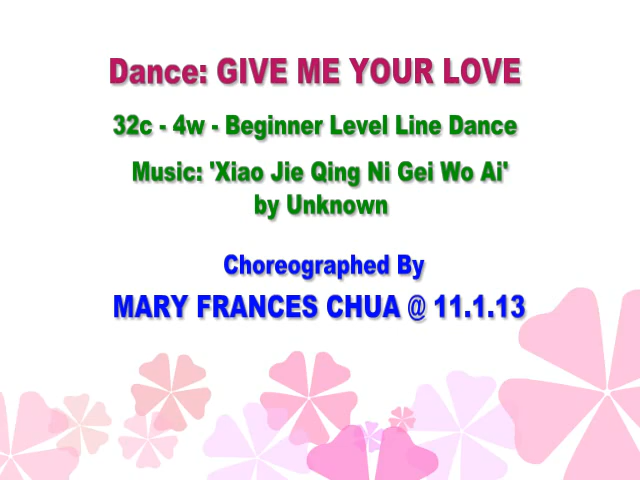 Dance: GIVE ME YOUR LOVE
32c - 4w - Beginner Level Line Dance
Music: 'Xiao Jie Qing Ni Gei Wo Ai'
by Unknown
Choreographed By
MARY FRANCES CHUA @ 11.1.13